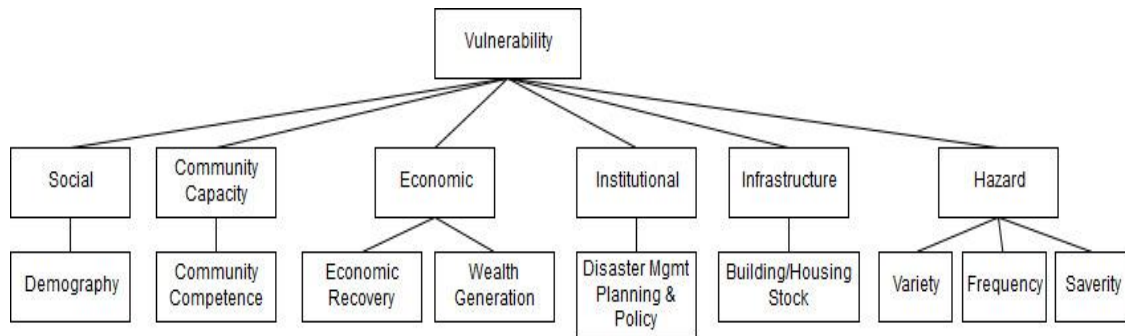 Vulnerability
Social
Community
Capacity
Economic
Institutional
Infrastructure
Hazard
Demography
Community
Competence
Economic
Recovery
Wealth
Generation
Disaster Mgmt
Planning &
Policy
Building/Housing
Stock
Variety
Frequency
Saverity